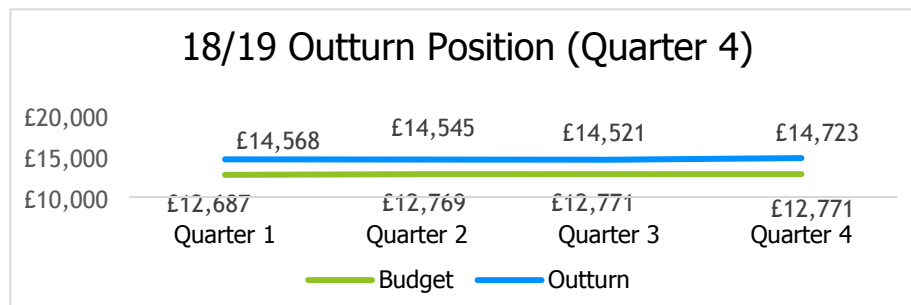 18/19 Outturn Position (Quarter 4)
£20,000
£15,000
£10,000
£14,568 £14,545 £14,521 £14,723
£12,687 £12,769 £12,771 £12,771
Quarter 1 Quarter 2 Quarter 3 Quarter 4
Budget Outturn